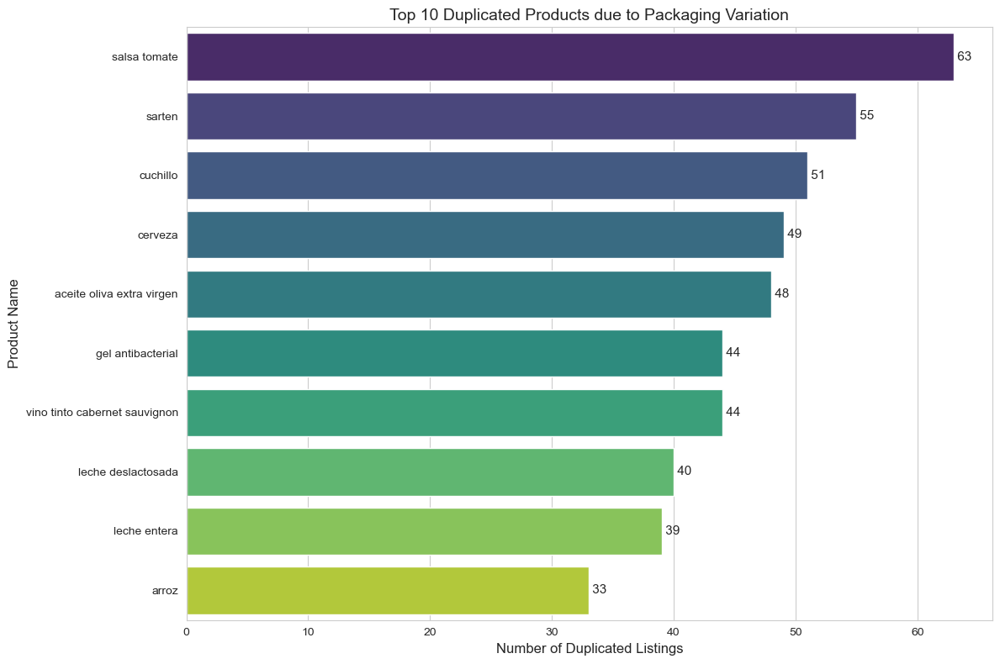 Top 10 Duplicated Products due to Packaging Variation
salsa tomate
63
sarten
55
cuchillo
51
cerveza
49
aceite oliva extra virgen
48
gel antibacterial
44
vino tinto cabernet sauvignon
44
leche deslactosada
40
leche entera
39
arroz
33
Product Name
0 10 20 30 40 50 60
Number of Duplicated Listings